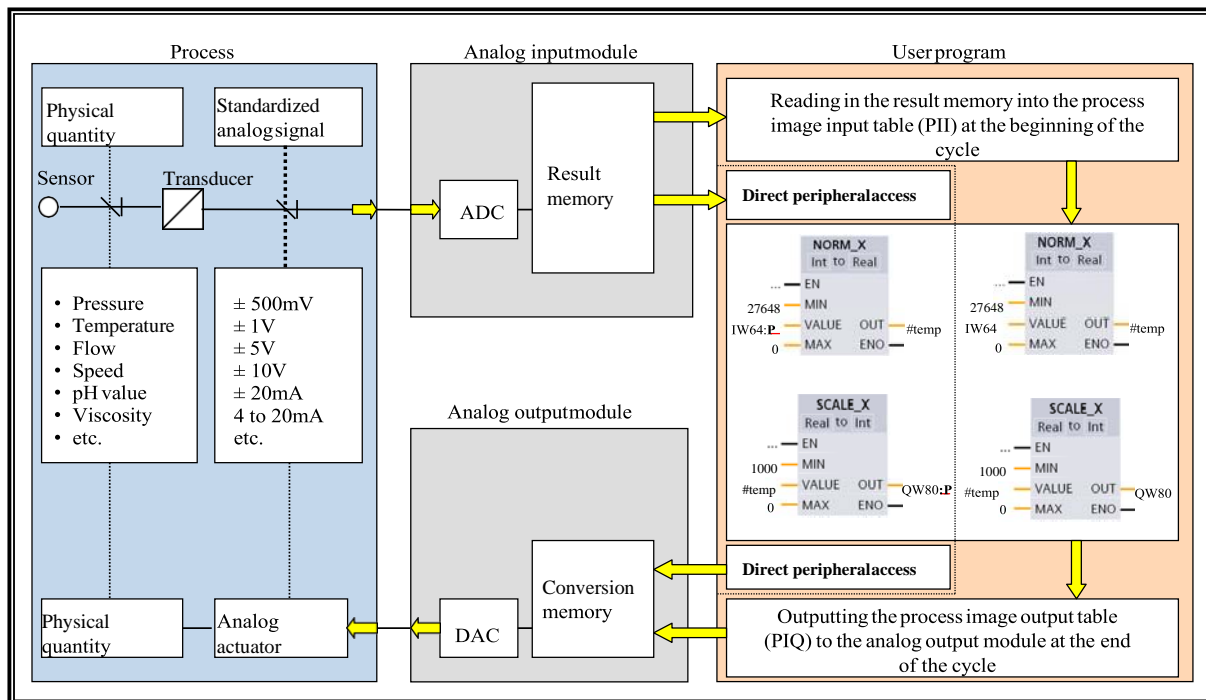 Process
Physical
quantity
Standardized
analog signal
Sensor
Transducer
• Pressure
• Temperature
• Flow
• Speed
• pH value
• Viscosity
• etc.
± 500mV
± 1V
± 5V
± 10V
± 20mA
4 to 20mA
etc.
Physical
quantity
Analog
actuator
Analog inputmodule
ADC
Result
memory
Analog outputmodule
DAC
Conversion
memory
User program
Reading in the result memory into the process
image input table (PII) at the beginning of the
cycle
Direct peripheralaccess
NORM_X
Int to Real
... EN
27648 MIN
IW64:P VALUE OUT #temp
0 MAX ENO
NORM_X
Int to Real
... EN
27648 MIN
IW64 VALUE OUT #temp
0 MAX ENO
SCALE_X
Real to Int
... EN
1000 MIN
#temp VALUE OUT QW80:P
0 MAX ENO
SCALE_X
Real to Int
... EN
1000 MIN
#temp VALUE OUT QW80
0 MAX ENO
Direct peripheralaccess
Outputting the process image output table
(PIQ) to the analog output module at the end
of the cycle